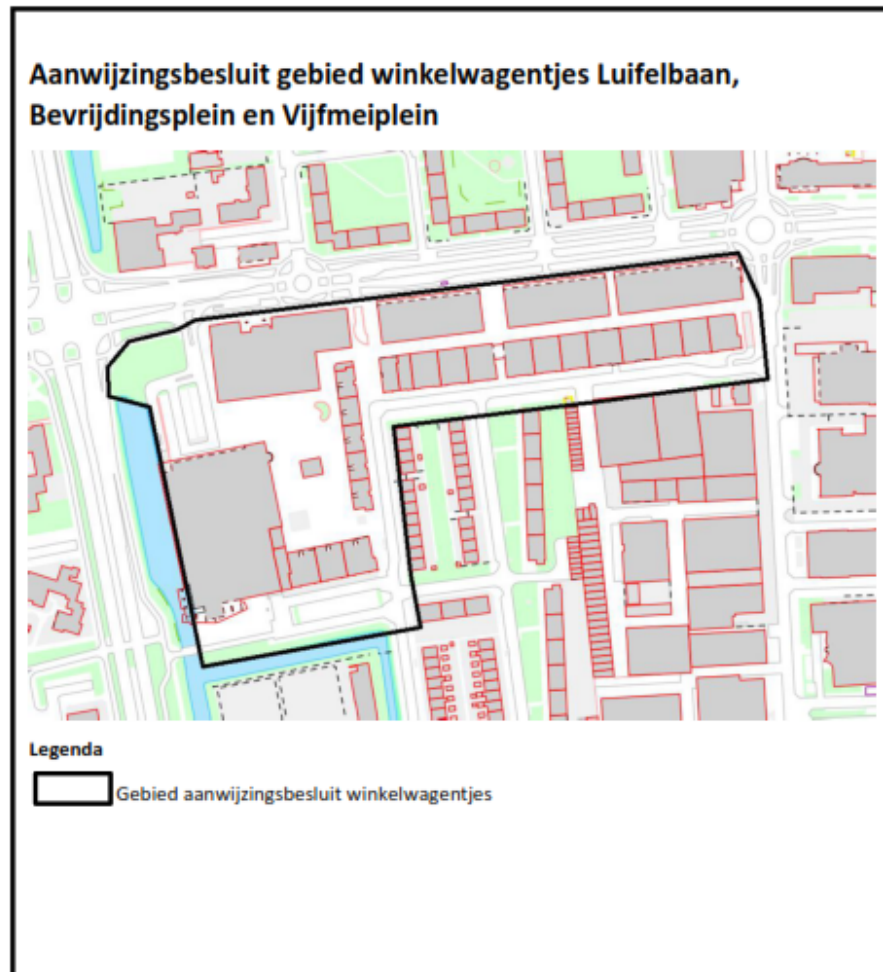 Aanwijzingsbesluit gebied winkelwagentjes Luifelbaan,
Bevrijdingsplein en Vijfmeiplein
Legenda
Gebied aanwijzingsbesluit winkelwagentjes